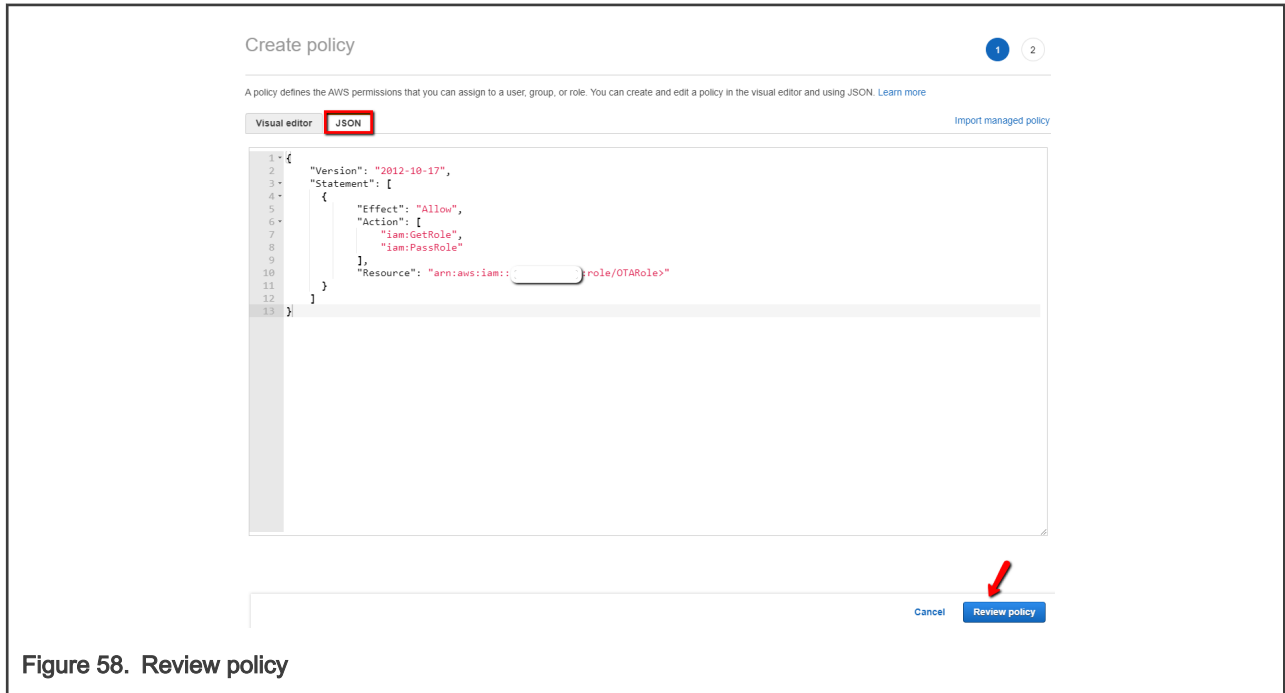 Create policy
1 2
A policy defines the AWS permissions that you can assign to a user, group, or role. You can create and edit a policy in the visual editor and using JSON. Learn more
Visual editor JSON Import managed policy
1 {
2 "Version": "2012-10-17",
3 "Statement": [
4 {
5 "Effect": "Allow",
6 "Action": [
7 "iam:GetRole",
8 "iam:PassRole"
9 ],
10 "Resource": "arn:aws:iam:: :role/OTARole>"
11 }
12 ]
13 }
Cancel Review policy
Figure 58. Review policy